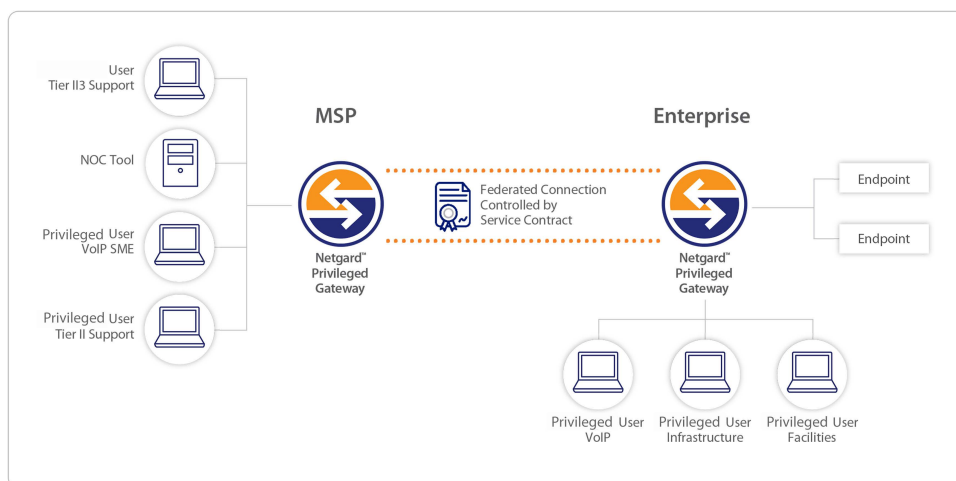 User
Tier II3 Support
NOC Tool
Privileged User
VoIP SME
Privileged User
Tier II Support
MSP
Netgard™
Privileged
Gateway
Federated Connection
Controlled by
Service Contract
Enterprise
Netgard™
Privileged
Gateway
Endpoint
Endpoint
Privileged User
VoIP
Privileged User
Infrastructure
Privileged User
Facilities